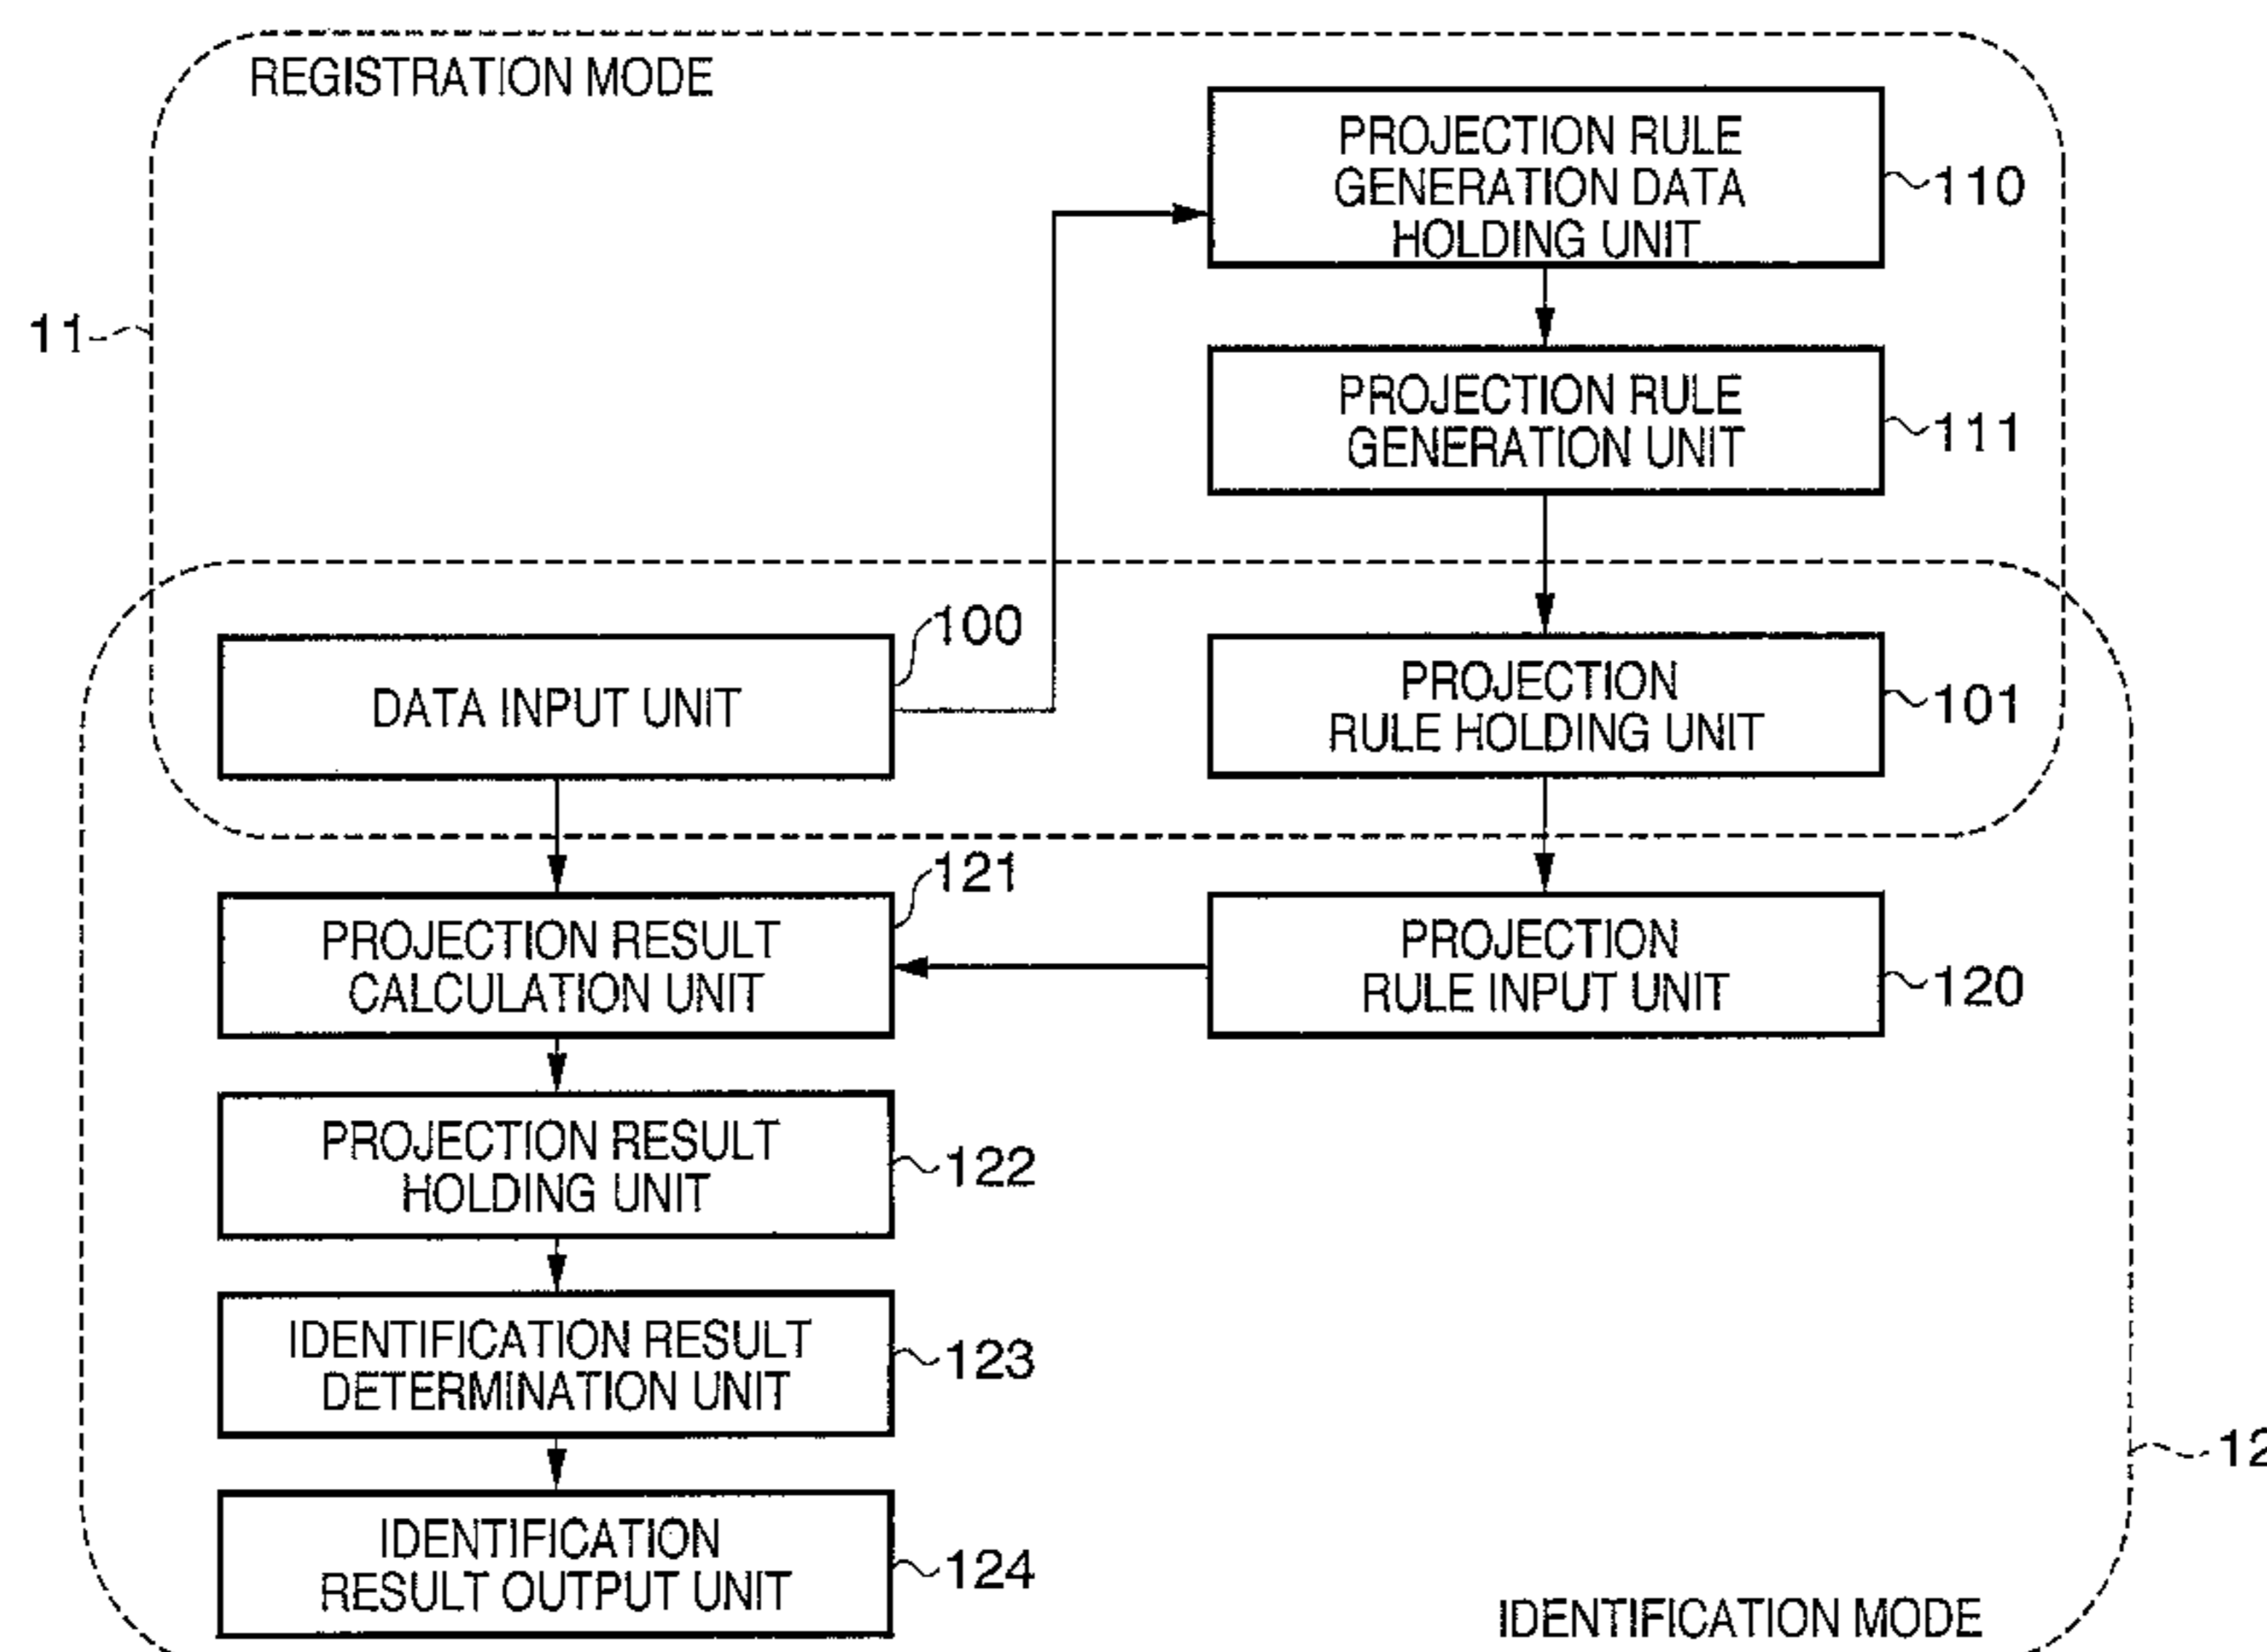 REGISTRATION MODE
PROJECTION RULE
GENERATION DATA
HOLDING UNIT
110
11
PROJECTION RULE
GENERATION UNIT
111
100
DATA INPUT UNIT
PROJECTION
RULE HOLDING UNIT
101
121
PROJECTION RESULT
CALCULATION UNIT
PROJECTION
RULE INPUT UNIT
120
PROJECTION RESULT
HOLDING UNIT
122
IDENTIFICATION RESULT
DETERMINATION UNIT
123
12
IDENTIFICATION
RESULT OUTPUT UNIT
124
IDENTIFICATION MODE